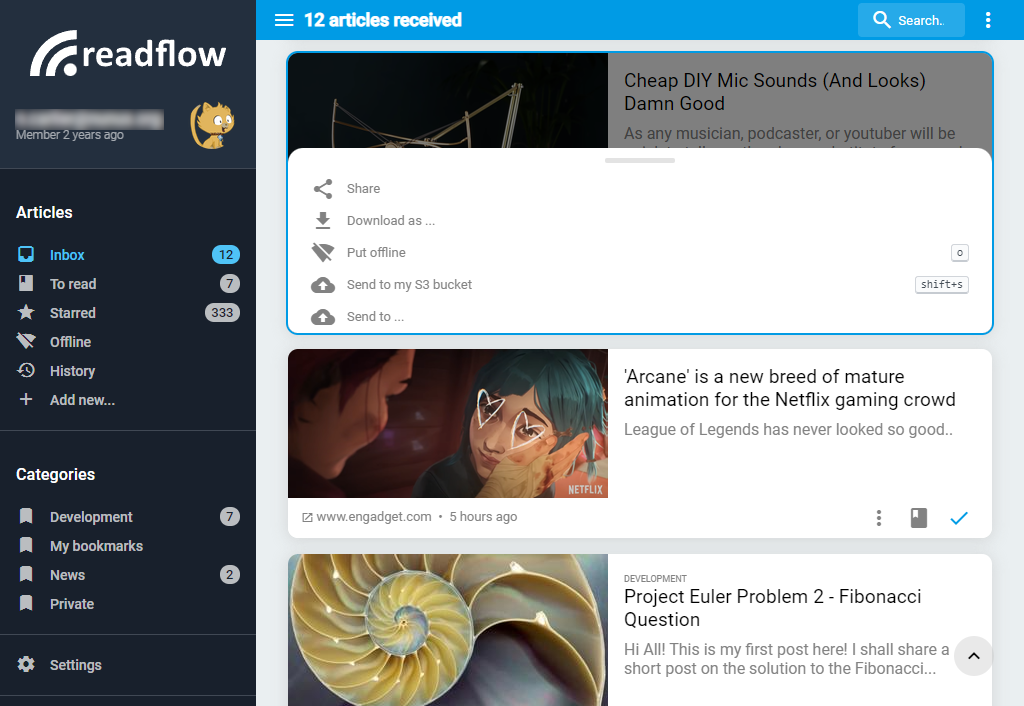 readflow
Member 2 years ago
Articles
Inbox 12
To read 7
Starred 333
Offline
History
Add new...
Categories
Development 7
My bookmarks
News 2
Private
Settings
12 articles received
Search..
Cheap DIY Mic Sounds (And Looks)
Damn Good
As any musician, podcaster, or youtuber will be
Share
Download as ...
Put offline o
Send to my S3 bucket shift+s
Send to ...
NETFLIX
'Arcane' is a new breed of mature
animation for the Netflix gaming crowd
League of Legends has never looked so good..
www.engadget.com • 5 hours ago
DEVELOPMENT
Project Euler Problem 2 - Fibonacci
Question
Hi All! This is my first post here! I shall share a
short post on the solution to the Fibonacci...